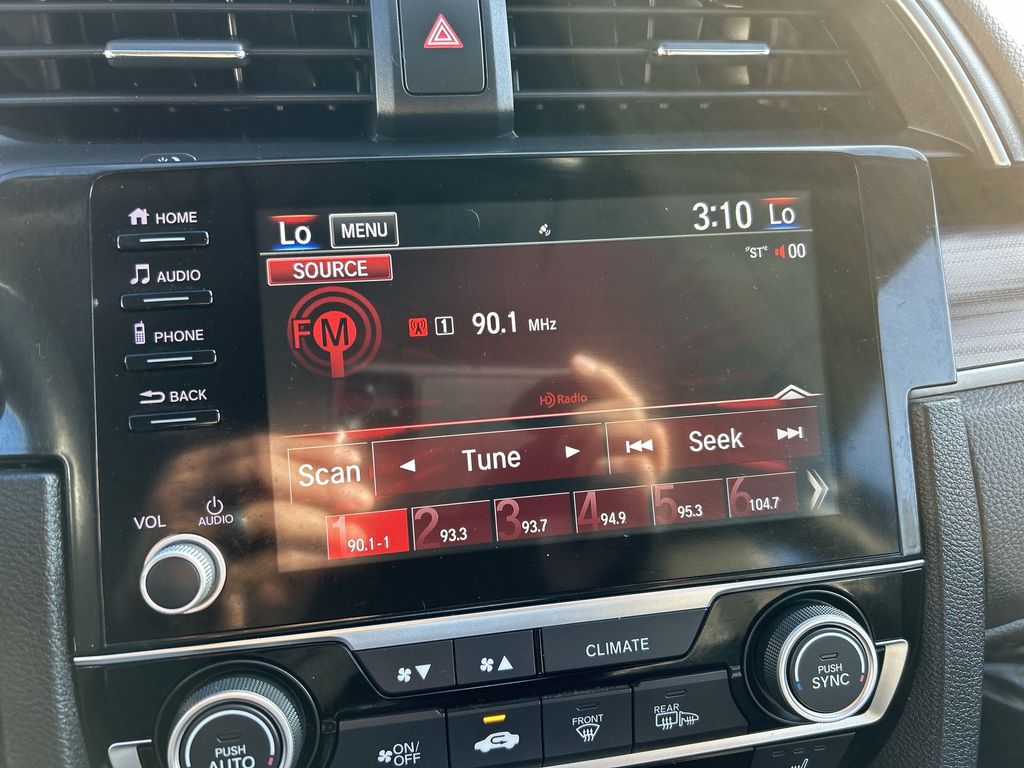 HOME
AUDIO
PHONE
BACK
VOL
AUDIO
Lo MENU 3:10 Lo
SOURCE "ST" 00
FM 1 90.1 MHz
HD Radio
Scan Tune Seek
1 90.1-1 2 93.3 3 93.7 4 94.9 5 95.3 6 104.7
CLIMATE
PUSH
SYNC
PUSH
AUTO
ON/
OFF
FRONT
REAR